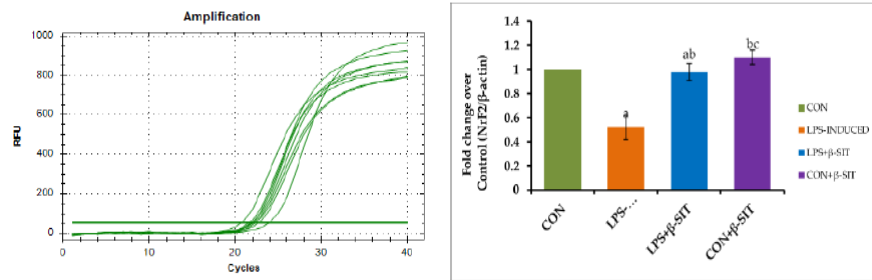 Amplification
1000
800
600
400
200
0
RFU
0
10
20
30
40
Cycles
Fold change over
Control (NrF2/β-actin)
1.4
1.2
1
0.8
0.6
0.4
0.2
0
a
ab
bc
CON
LPS-...
LPS+β-SIT
CON+β-SIT
CON
LPS-INDUCED
LPS+β-SIT
CON+β-SIT